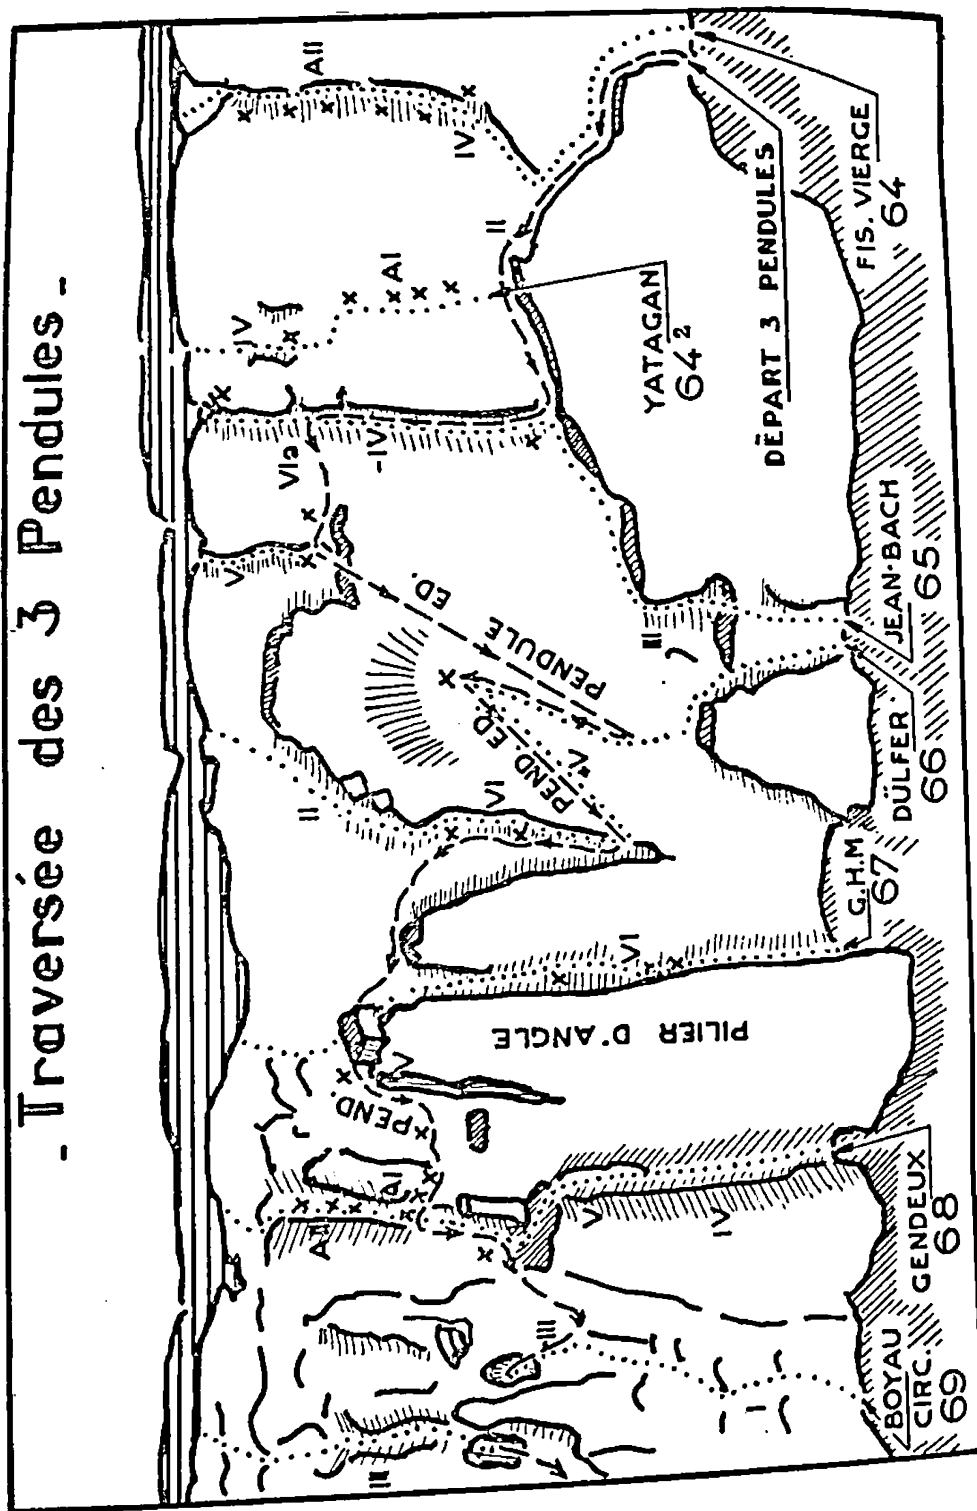 - Traversée des 3 Pendules -
III
III
I
AII
AI
V
IV
PEND.
V
PILIER D'ANGLE
VI
II
VI
PEND. ED
PENDULE ED.
V
VIa
-IV
III
IV
AI
II
AII
IV
YATAGAN
64²
DÉPART 3 PENDULES
FIS. VIERGE
64
BOYAU
CIRC.
69
GENDEUX
68
G.H.M
67
DÜLFER
66
JEAN-BACH
65